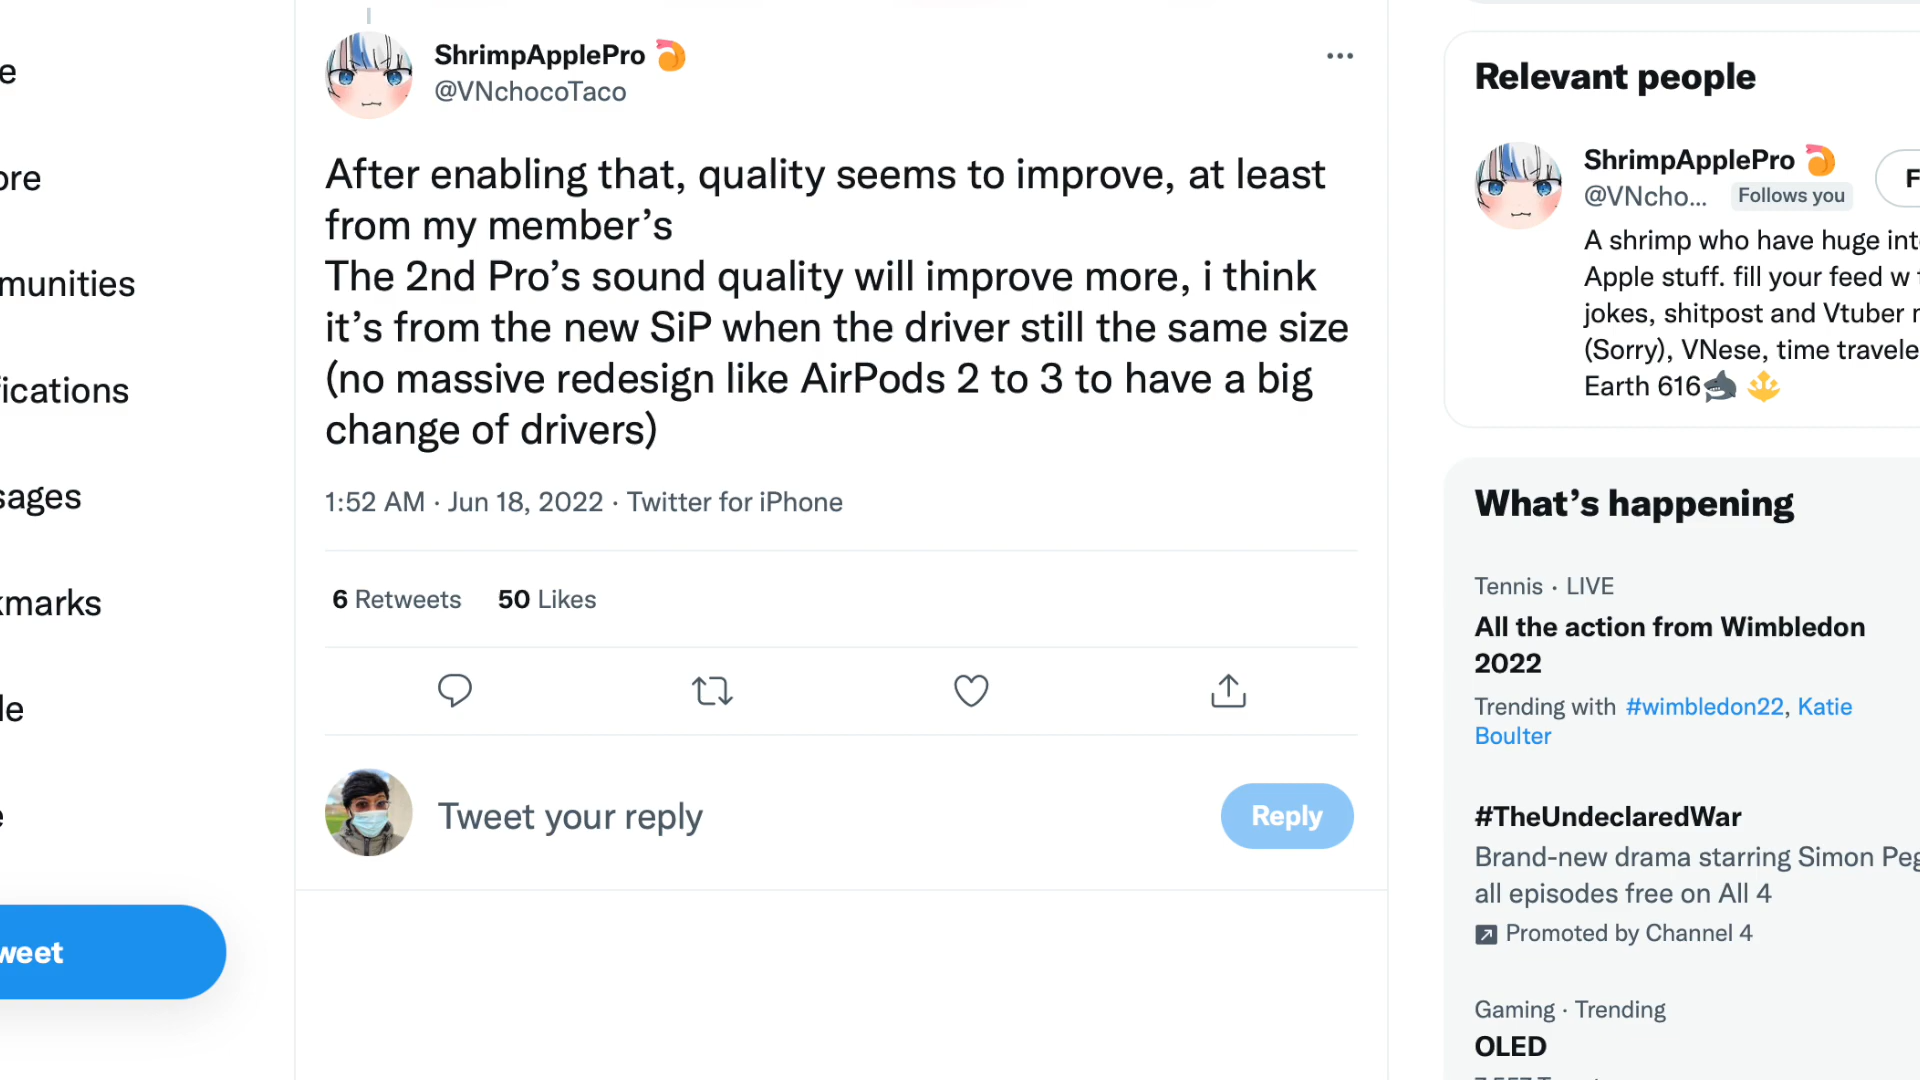 ShrimpApplePro
@VNchocoTaco
After enabling that, quality seems to improve, at least
from my member’s
The 2nd Pro’s sound quality will improve more, i think
it’s from the new SiP when the driver still the same size
(no massive redesign like AirPods 2 to 3 to have a big
change of drivers)
1:52 AM · Jun 18, 2022 · Twitter for iPhone
6 Retweets 50 Likes
Tweet your reply
Reply
e
ore
munities
fications
sages
kmarks
le
e
weet
Relevant people
ShrimpApplePro
@VNcho... Follows you
F
A shrimp who have huge int
Apple stuff. fill your feed w
jokes, shitpost and Vtuber
(Sorry), VNese, time travele
Earth 616
What’s happening
Tennis · LIVE
All the action from Wimbledon
2022
Trending with #wimbledon22, Katie
Boulter
#TheUndeclaredWar
Brand-new drama starring Simon Peg
all episodes free on All 4
Promoted by Channel 4
Gaming · Trending
OLED